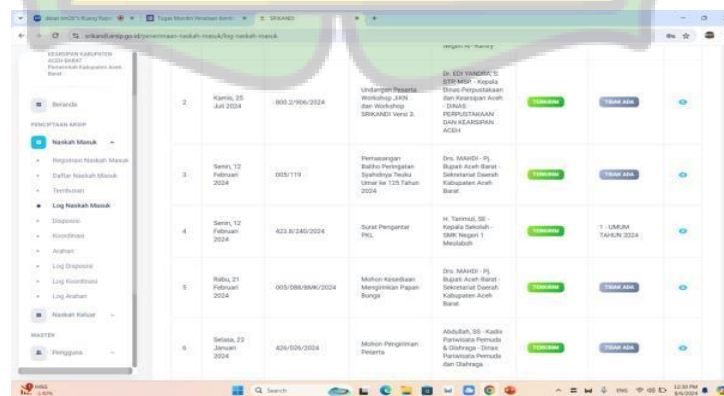 SRIKANDI
srikandi.arsip.go.id/penerimaan-naskah-masuk/log-naskah-masuk
KEARSIPAN KABUPATEN
ACEH BARAT
Pemerintah Kabupaten Aceh
Barat
Beranda
PENCIPTAAN ARSIP
Naskah Masuk
Registrasi Naskah Masuk
Daftar Naskah Masuk
Tembusan
Log Naskah Masuk
Disposisi
Koordinasi
Arahan
Log Disposisi
Log Koordinasi
Log Arahan
Naskah Keluar
MASTER
Pengguna
2
Kamis, 25
Juli 2024
800.2/906/2024
Undangan Peserta
Workshop JKN
dan Workshop
SRIKANDI Versi 3.
Dr. EDI YANDRA, S.
STP, MSP - Kepala
Dinas Perpustakaan
dan Kearsipan Aceh
- DINAS
PERPUSTAKAAN
DAN KEARSIPAN
ACEH
TERKIRIM
TIDAK ADA
3
Senin, 12
Februari
2024
005/119
Pemasangan
Baliho Peringatan
Syahidnya Teuku
Umar ke 125 Tahun
2024
Drs. MAHDI - Pj.
Bupati Aceh Barat -
Sekretariat Daerah
Kabupaten Aceh
Barat
TERKIRIM
TIDAK ADA
4
Senin, 12
Februari
2024
423.8/240/2024
Surat Pengantar
PKL
H. Tarimizi, SE -
Kepala Sekolah -
SMK Negeri 1
Meulaboh
TERKIRIM
1 - UMUM
TAHUN 2024
5
Rabu, 21
Februari
2024
005/086/BMK/2024
Mohon Kesediaan
Mengirimkan Papan
Bunga
Drs. MAHDI - Pj.
Bupati Aceh Barat -
Sekretariat Daerah
Kabupaten Aceh
Barat
TERKIRIM
TIDAK ADA
6
Selasa, 23
Januari
2024
426/026/2024
Mohon Pengiriman
Peserta
Abdullah, SS - Kadis
Pariwisata Pemuda
& Olahraga - Dinas
Pariwisata Pemuda
dan Olahraga
TERKIRIM
TIDAK ADA
Search
ENG
12:30 PM